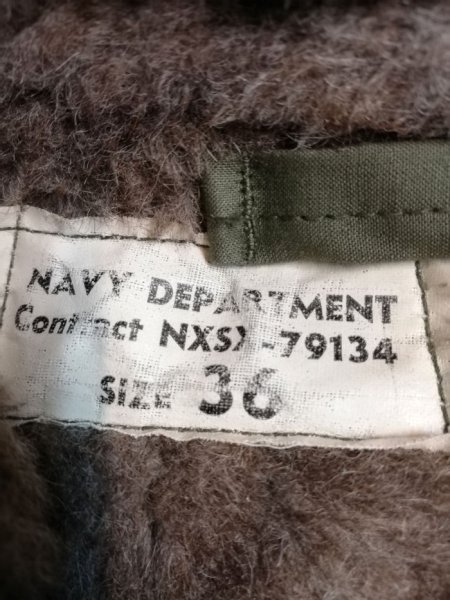 NAVY DEPARTMENT
Contract NXSX-79134
SIZE 36